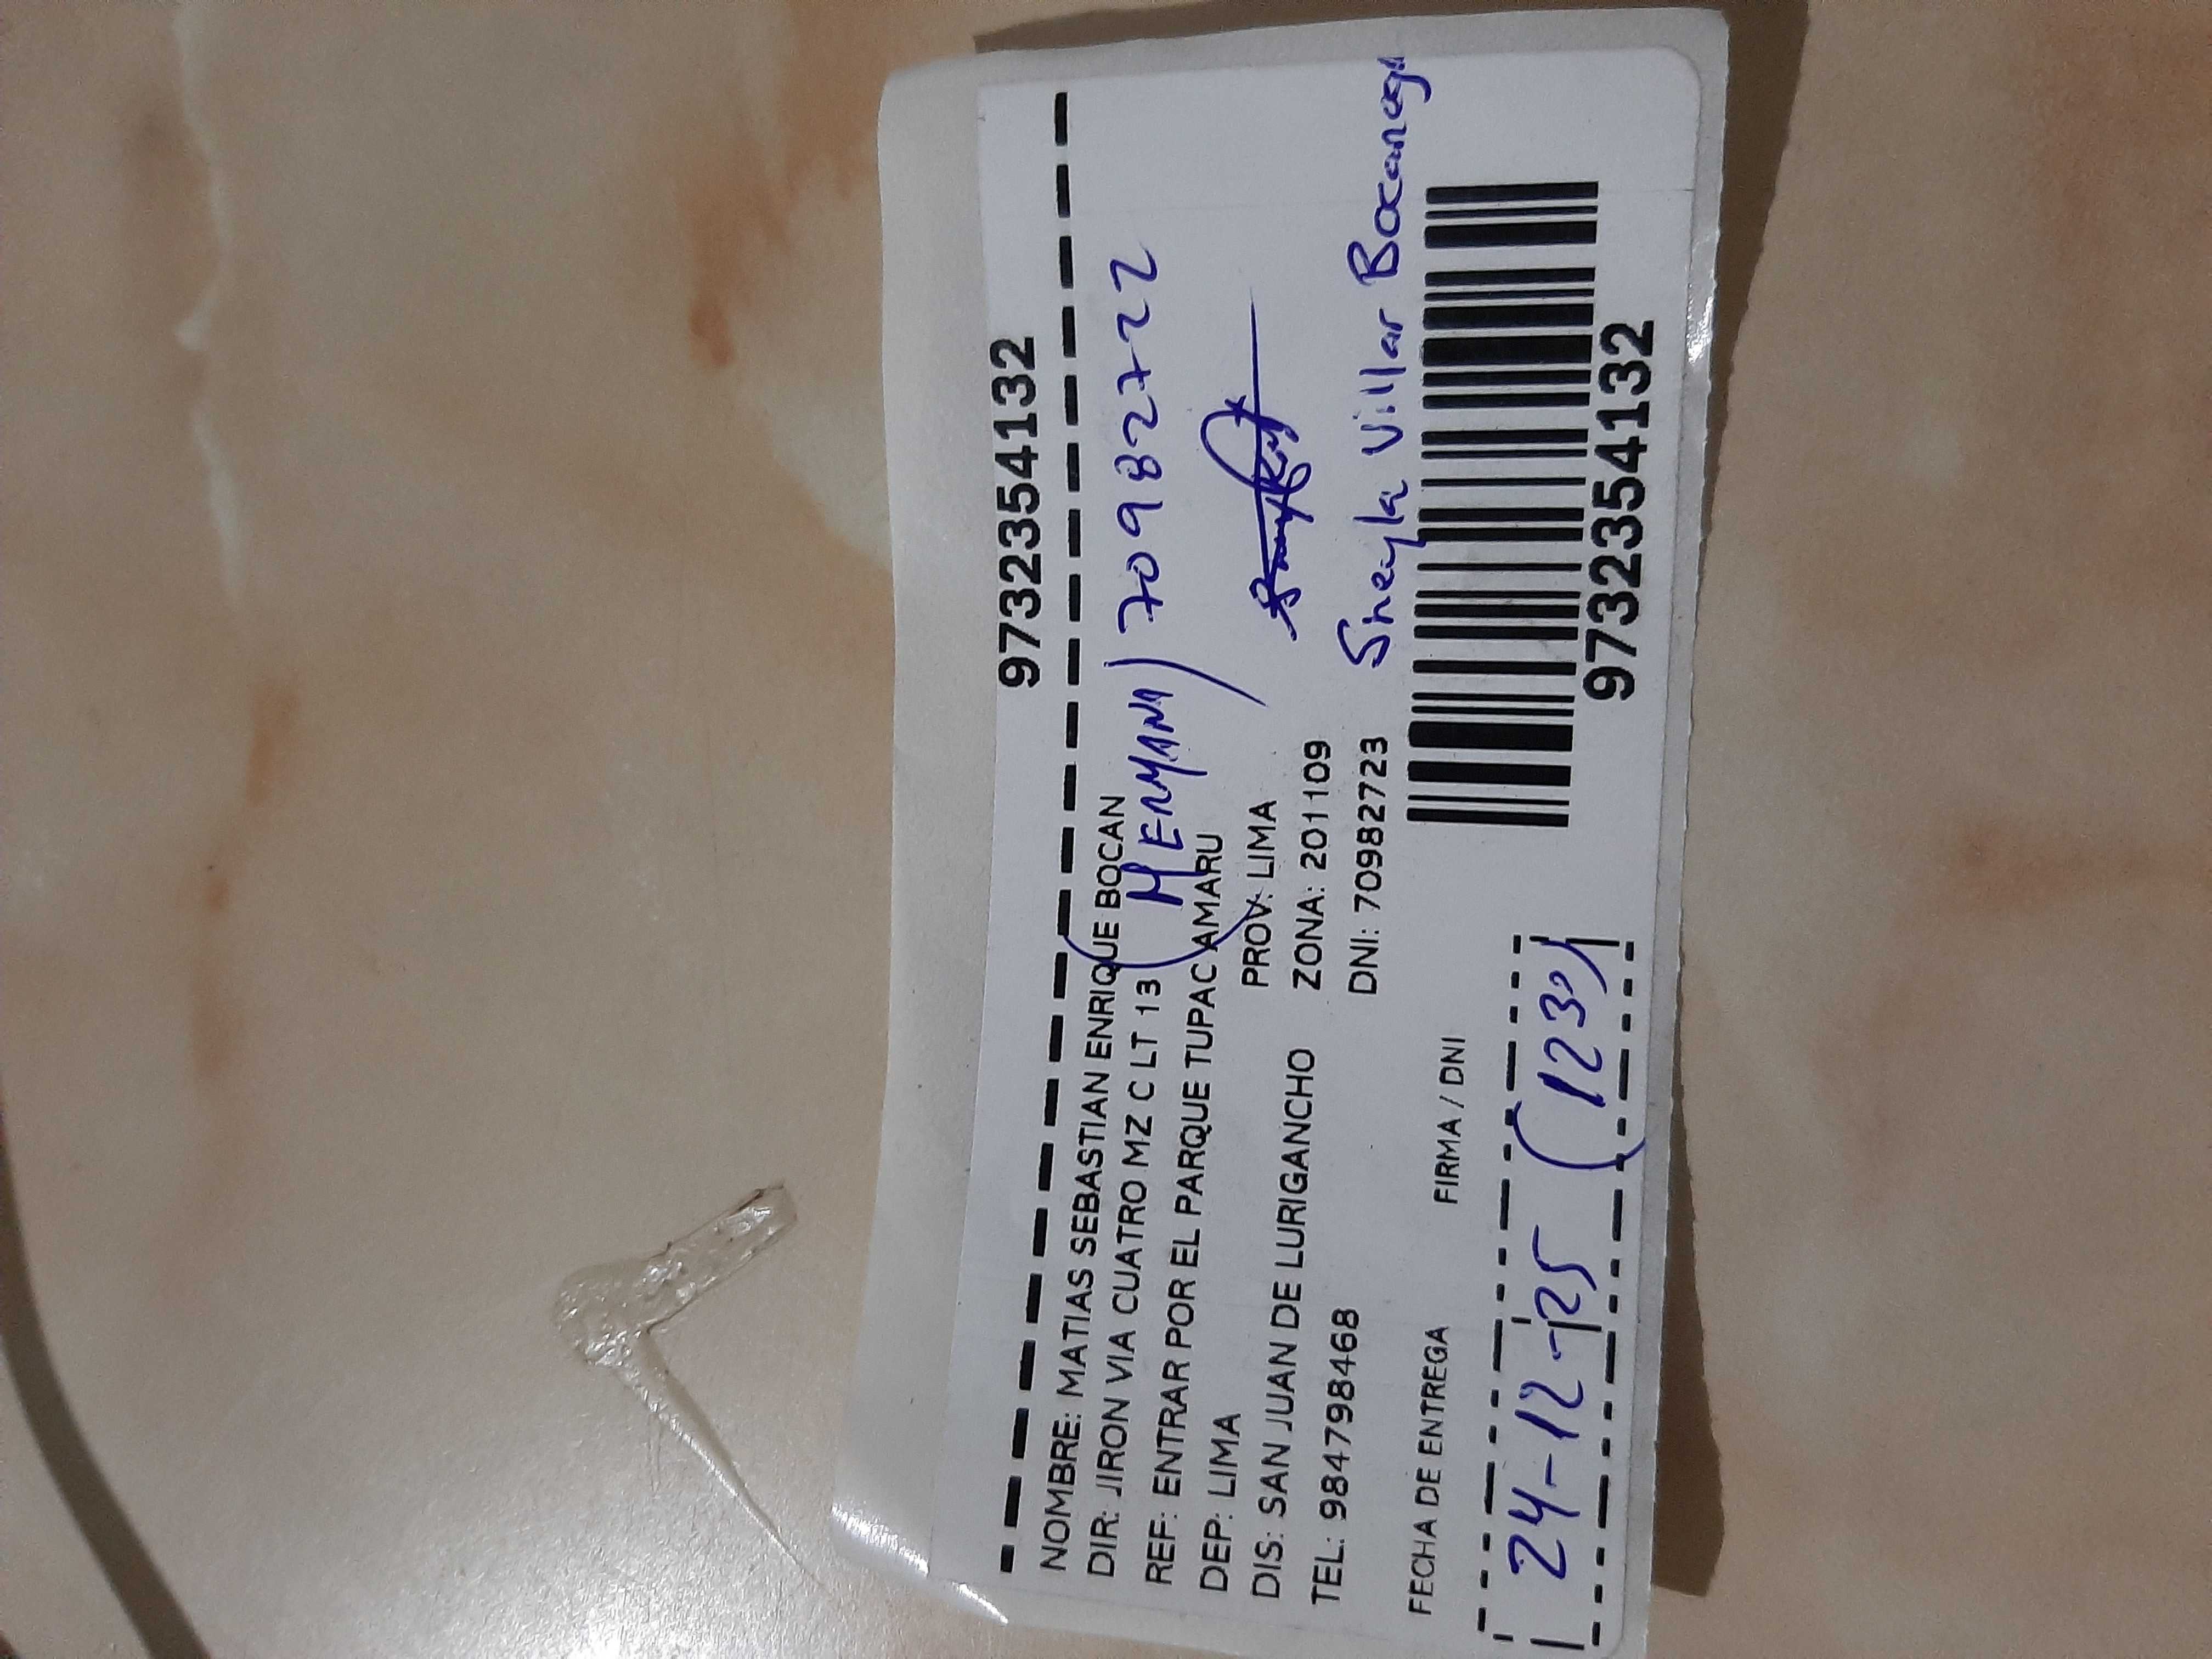 9732354132
NOMBRE: MATIAS SEBASTIAN ENRIQUE BOCAN
DIR: JIRON VIA CUATRO MZ C LT 13
(HERMANA) 70982722
REF: ENTRAR POR EL PARQUE TUPAC AMARU
DEP: LIMA PROV: LIMA
DIS: SAN JUAN DE LURIGANCHO ZONA: 201109
TEL: 984798468 DNI: 70982723
Sheyla Villar Bocanegra
FECHA DE ENTREGA FIRMA / DNI
24-12-25
9732354132